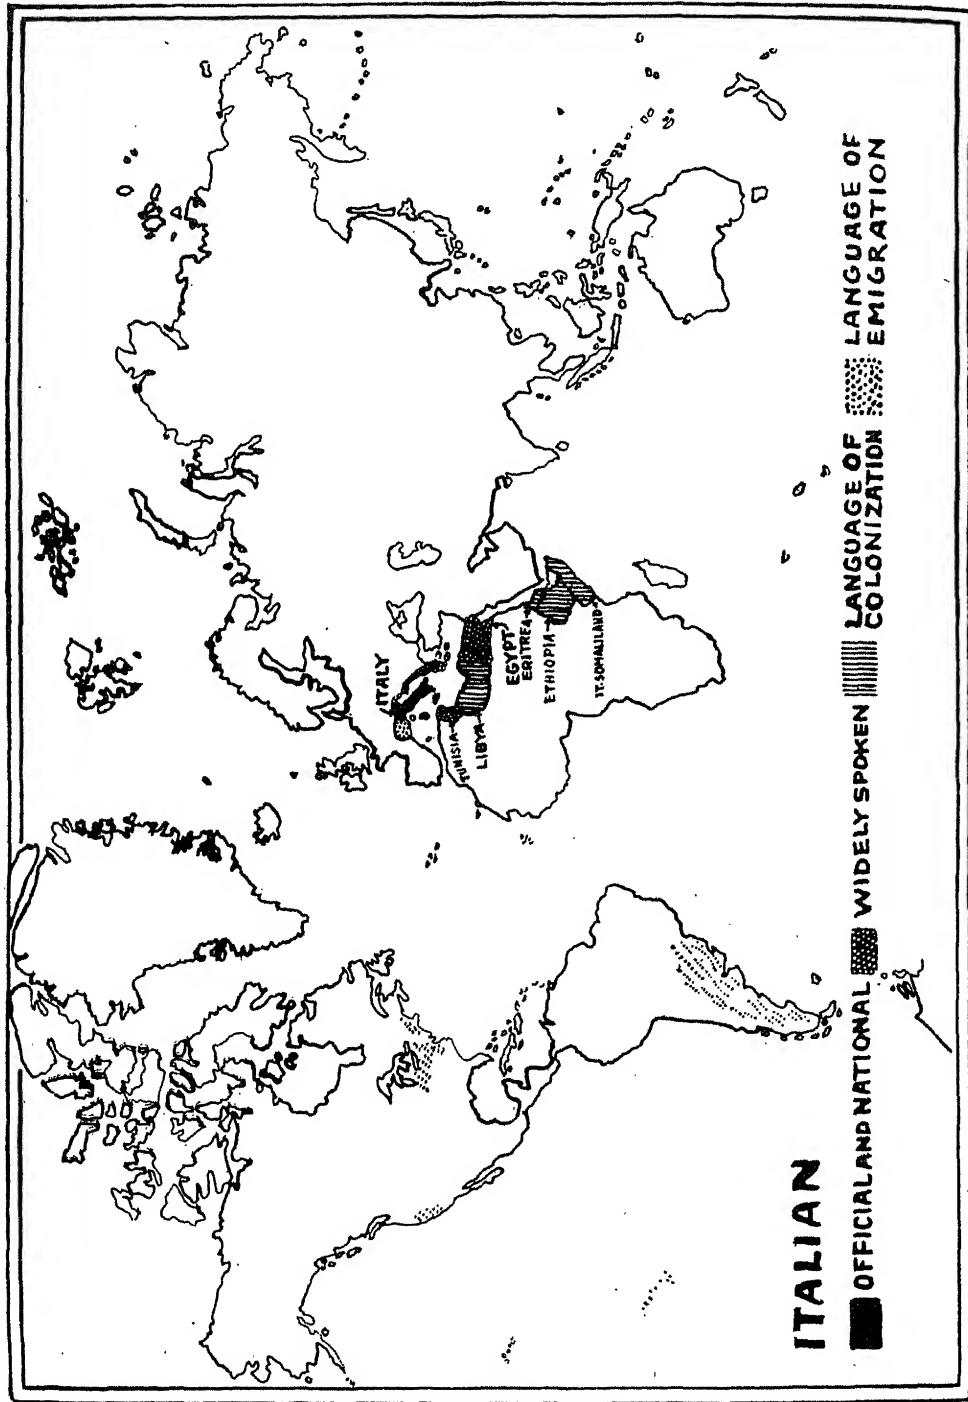 ITALY
TUNISIA
LIBYA
EGYPT
ERITREA
ETHIOPIA
IT. SOMALILAND
ITALIAN
OFFICIAL AND NATIONAL
WIDELY SPOKEN
LANGUAGE OF
COLONIZATION
LANGUAGE OF
EMIGRATION